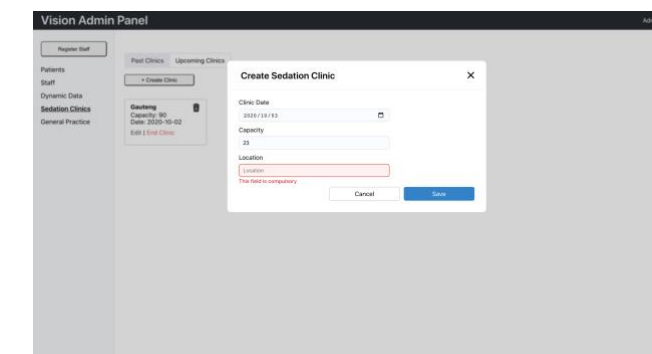 Vision Admin Panel
Register Staff
Patients
Staff
Dynamic Data
Sedation Clinics
General Practice
Past Clinics Upcoming Clinics
+ Create Clinic
Gauteng
Capacity: 90
Date: 2020-10-02
Edit | End Clinic
Create Sedation Clinic
Clinic Date
2020/10/03
Capacity
23
Location
Location
This field is compulsory
Cancel Save